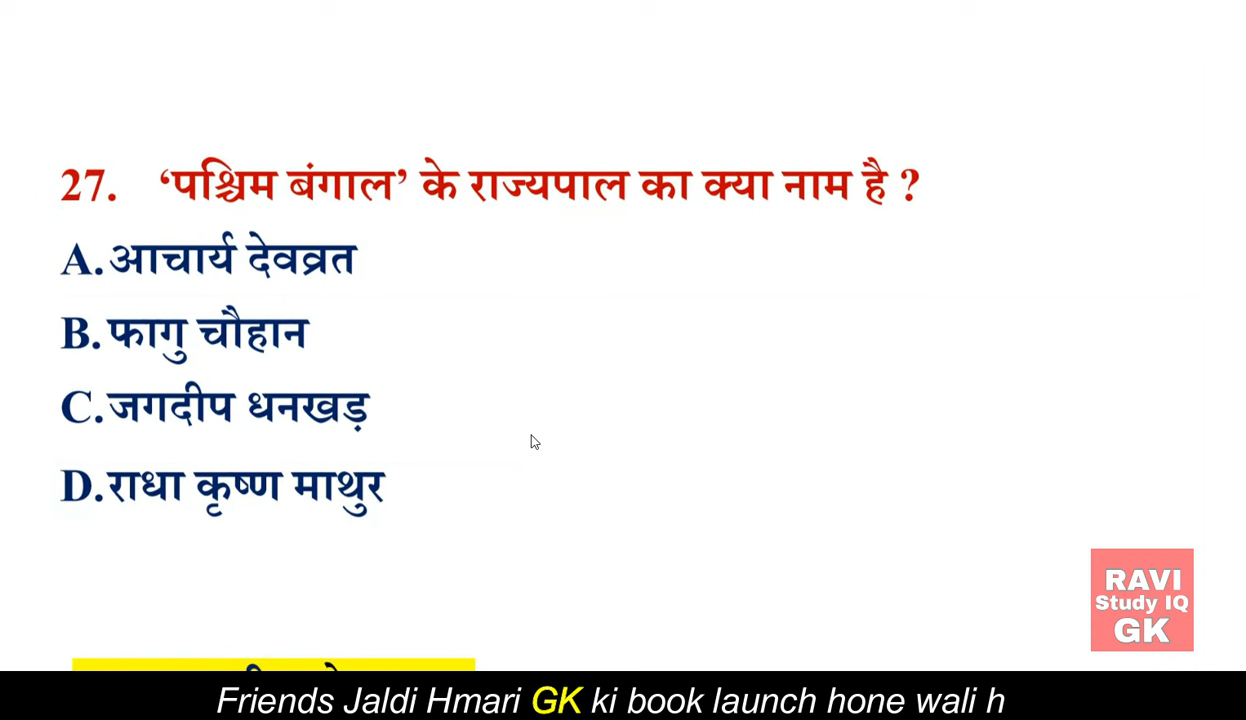 27. ‘पश्चिम बंगाल’ के राज्यपाल का क्या नाम है ?
A.आचार्य देवव्रत
B.फागु चौहान
C.जगदीप धनखड़
D.राधा कृष्ण माथुर
RAVI
Study IQ
GK
Friends Jaldi Hmari GK ki book launch hone wali h